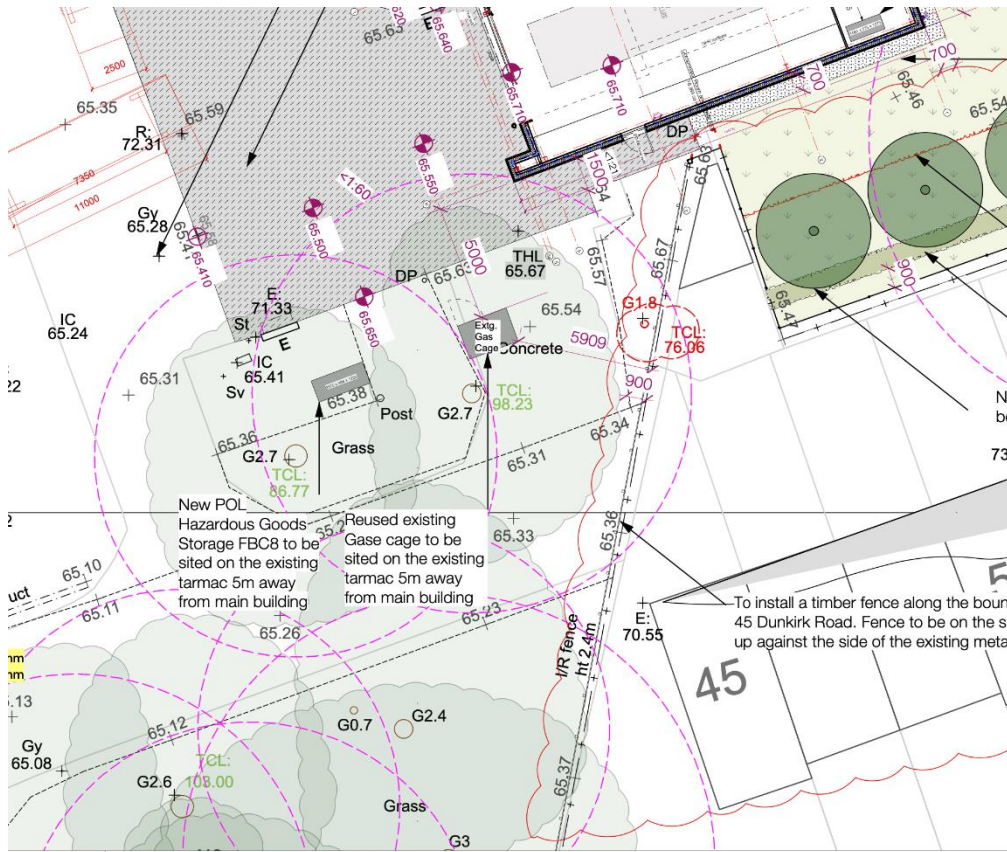 65.63
65.640
E
2500
65.35
65.59
R:
72.31
7350
11000
Gy
65.28
65.410
<1:60
65.500
65.550
65.710
65.710
DP
<1:21
1500
700
700
65.46
65.54
65.63
65.67
65.57
900
65.47
5000
THL
65.67
DP
65.650
E:
71.33
St
E
IC
65.41
Sv
IC
65.24
65.31
65.38
65.36
Post
G2.7
TCL:
86.77
Grass
Extg.
Gas
Cage
Concrete
65.54
5909
G2.7
TCL:
98.23
G1.8
TCL:
76.06
900
65.34
65.31
65.33
65.36
New POL
Hazardous Goods
Storage FBC8 to be
sited on the existing
tarmac 5m away
from main building
Reused existing
Gase cage to be
sited on the existing
tarmac 5m away
from main building
65.10
65.11
65.26
65.23
E:
70.55
To install a timber fence along the
45 Dunkirk Road. Fence to be on the
up against the side of the existing
I/R fence
ht 2.4m
45
65.12
Gy
65.08
G0.7
G2.4
TCL:
103.00
G2.6
Grass
G3
65.37